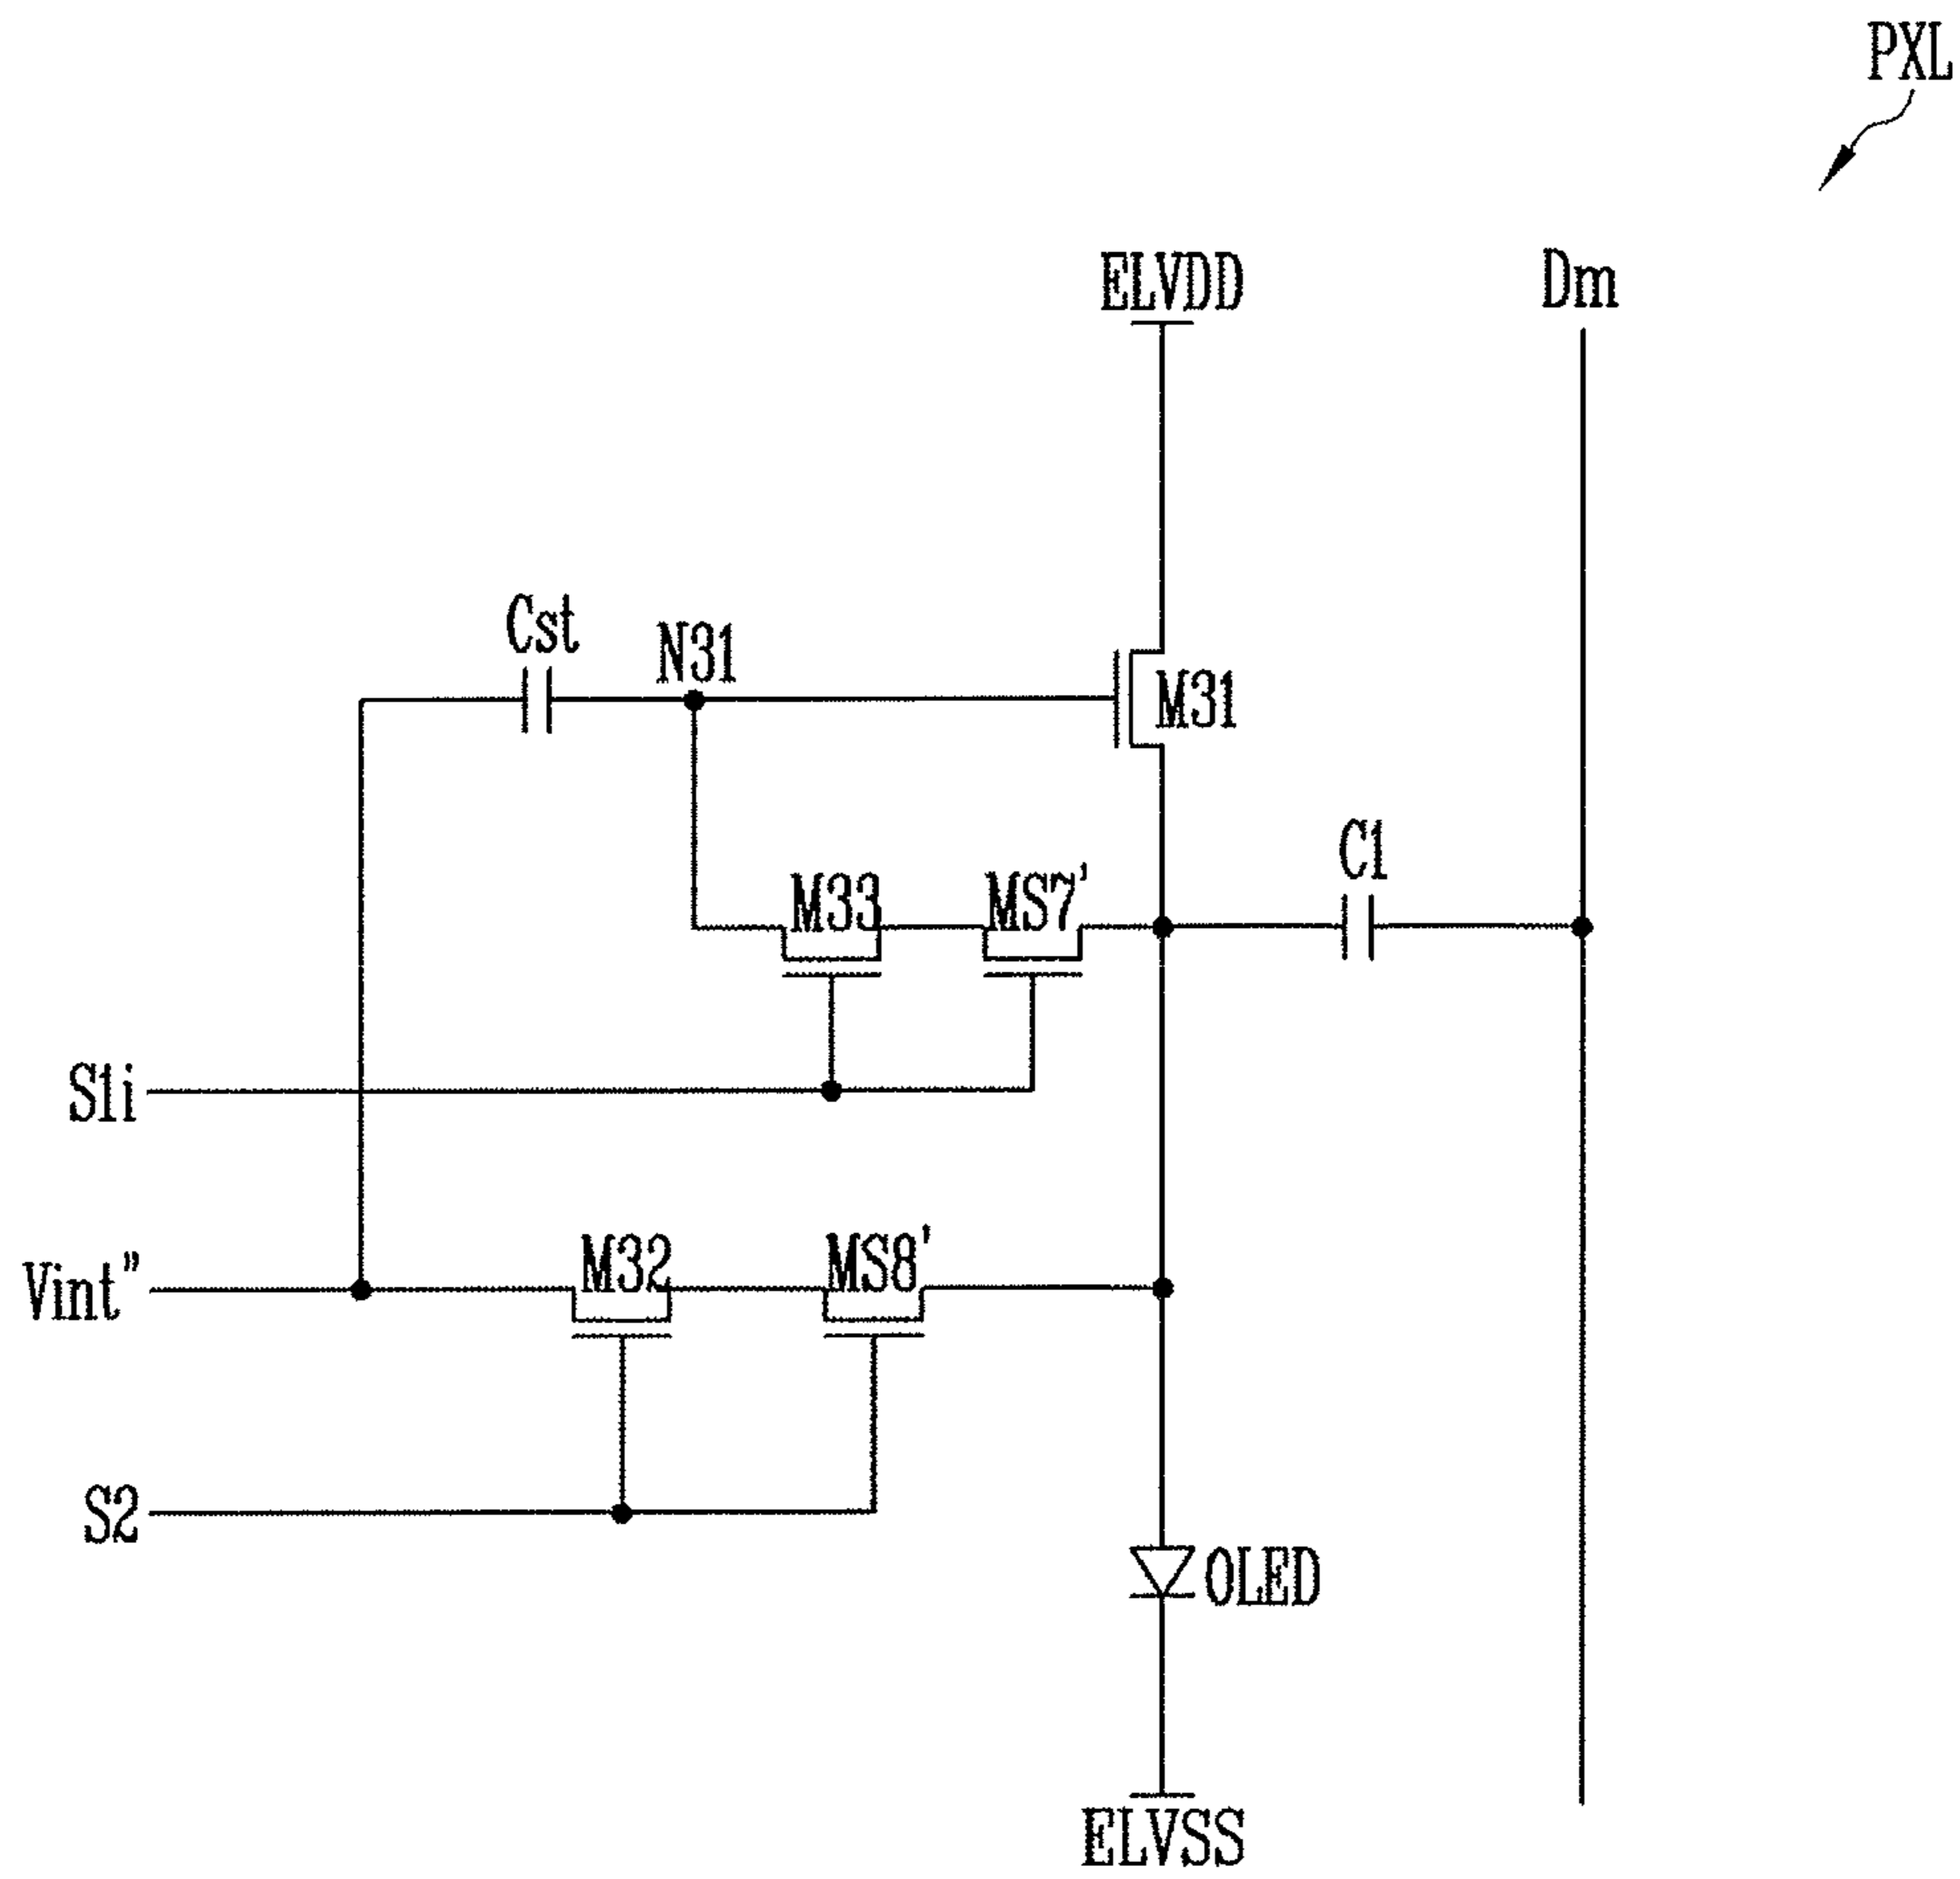 PXL
ELVDD
Dm
Cst
N31
M31
C1
M33
MS7'
S1i
Vint"
M32
MS8'
S2
OLED
ELVSS